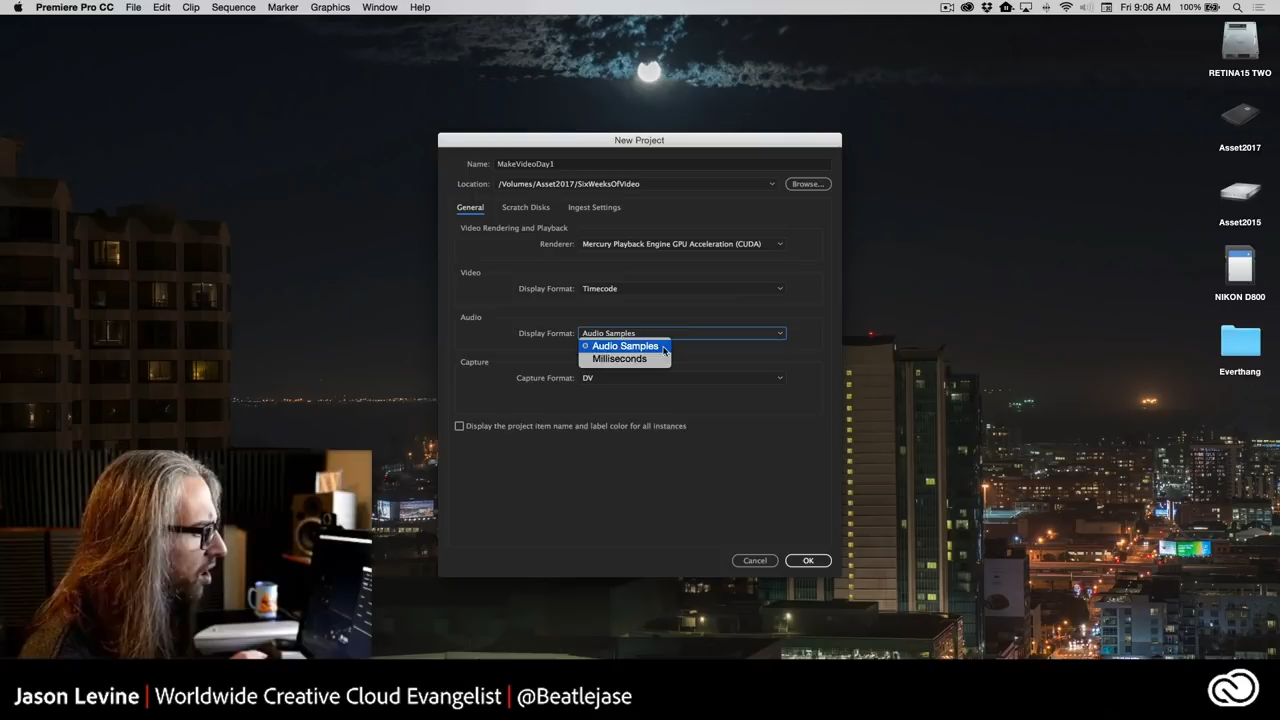 Premiere Pro CC File Edit Clip Sequence Marker Graphics Window Help Fri 9:06 AM 100%
RETINA15 TWO
Asset2017
Asset2015
NIKON D800
Everthang
New Project
Name: MakeVideoDay1
Location: /Volumes/Asset2017/SixWeeksOfVideo Browse...
General Scratch Disks Ingest Settings
Video Rendering and Playback
Renderer: Mercury Playback Engine GPU Acceleration (CUDA)
Video
Display Format: Timecode
Audio
Display Format: Audio Samples
Audio Samples
Milliseconds
Capture
Capture Format: DV
Display the project item name and label color for all instances
Cancel OK
Jason Levine | Worldwide Creative Cloud Evangelist | @Beatlejase